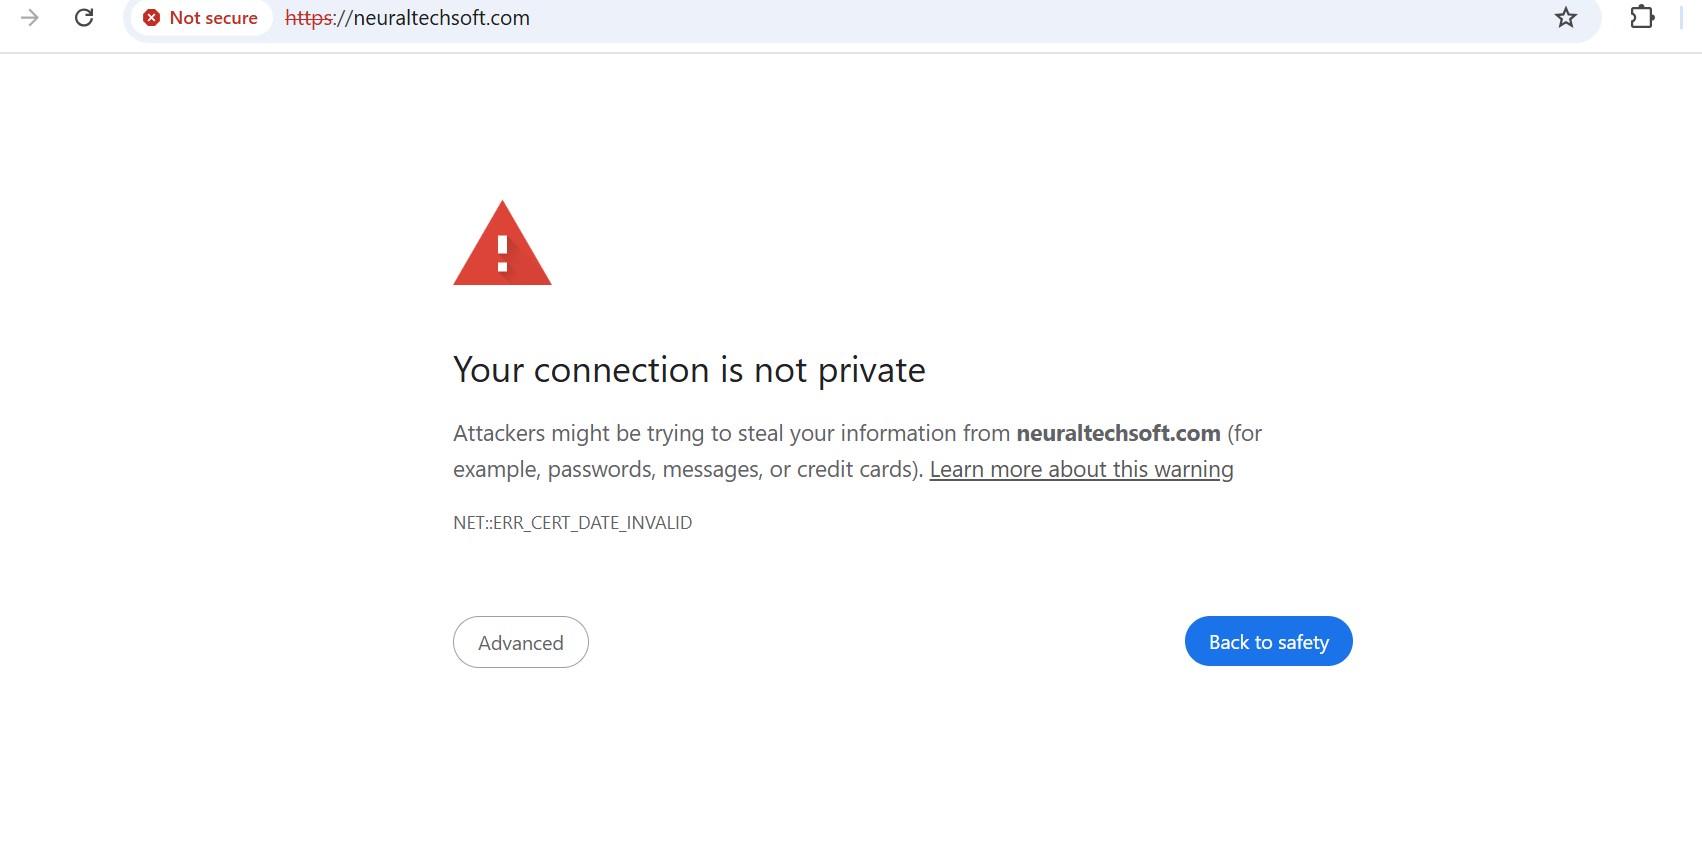 Not secure https://neuraltechsoft.com
Your connection is not private
Attackers might be trying to steal your information from neuraltechsoft.com (for
example, passwords, messages, or credit cards). Learn more about this warning
NET::ERR_CERT_DATE_INVALID
Advanced Back to safety